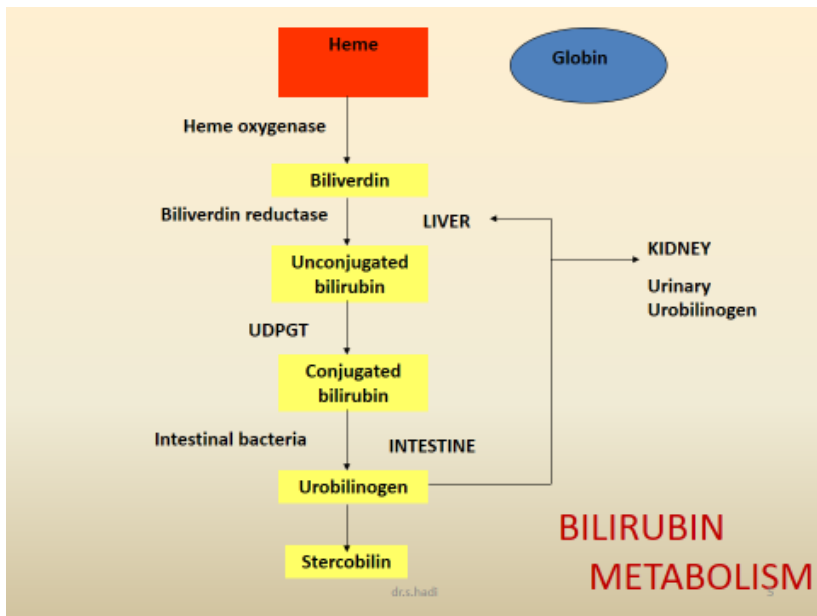 Heme
Globin
Heme oxygenase
Biliverdin
Biliverdin reductase
LIVER
KIDNEY
Urinary
Urobilinogen
Unconjugated
bilirubin
UDPGT
Conjugated
bilirubin
Intestinal bacteria
INTESTINE
Urobilinogen
Stercobilin
BILIRUBIN
METABOLISM
dr.s.hadi
5